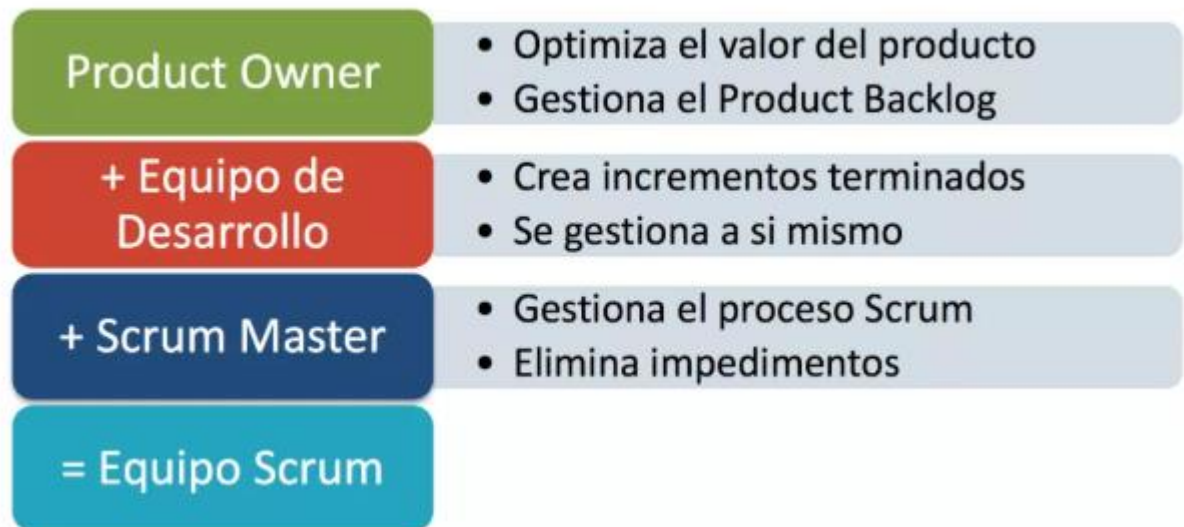 Product Owner
• Optimiza el valor del producto
• Gestiona el Product Backlog
+ Equipo de
Desarrollo
• Crea incrementos terminados
• Se gestiona a si mismo
+ Scrum Master
• Gestiona el proceso Scrum
• Elimina impedimentos
= Equipo Scrum